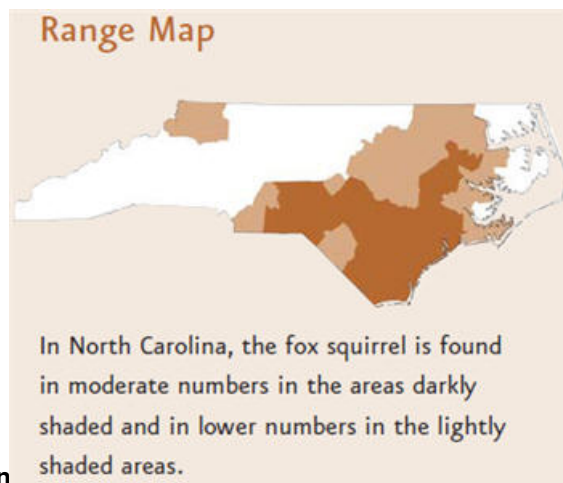 Range Map
In North Carolina, the fox squirrel is found
in moderate numbers in the areas darkly
shaded and in lower numbers in the lightly
shaded areas.
n